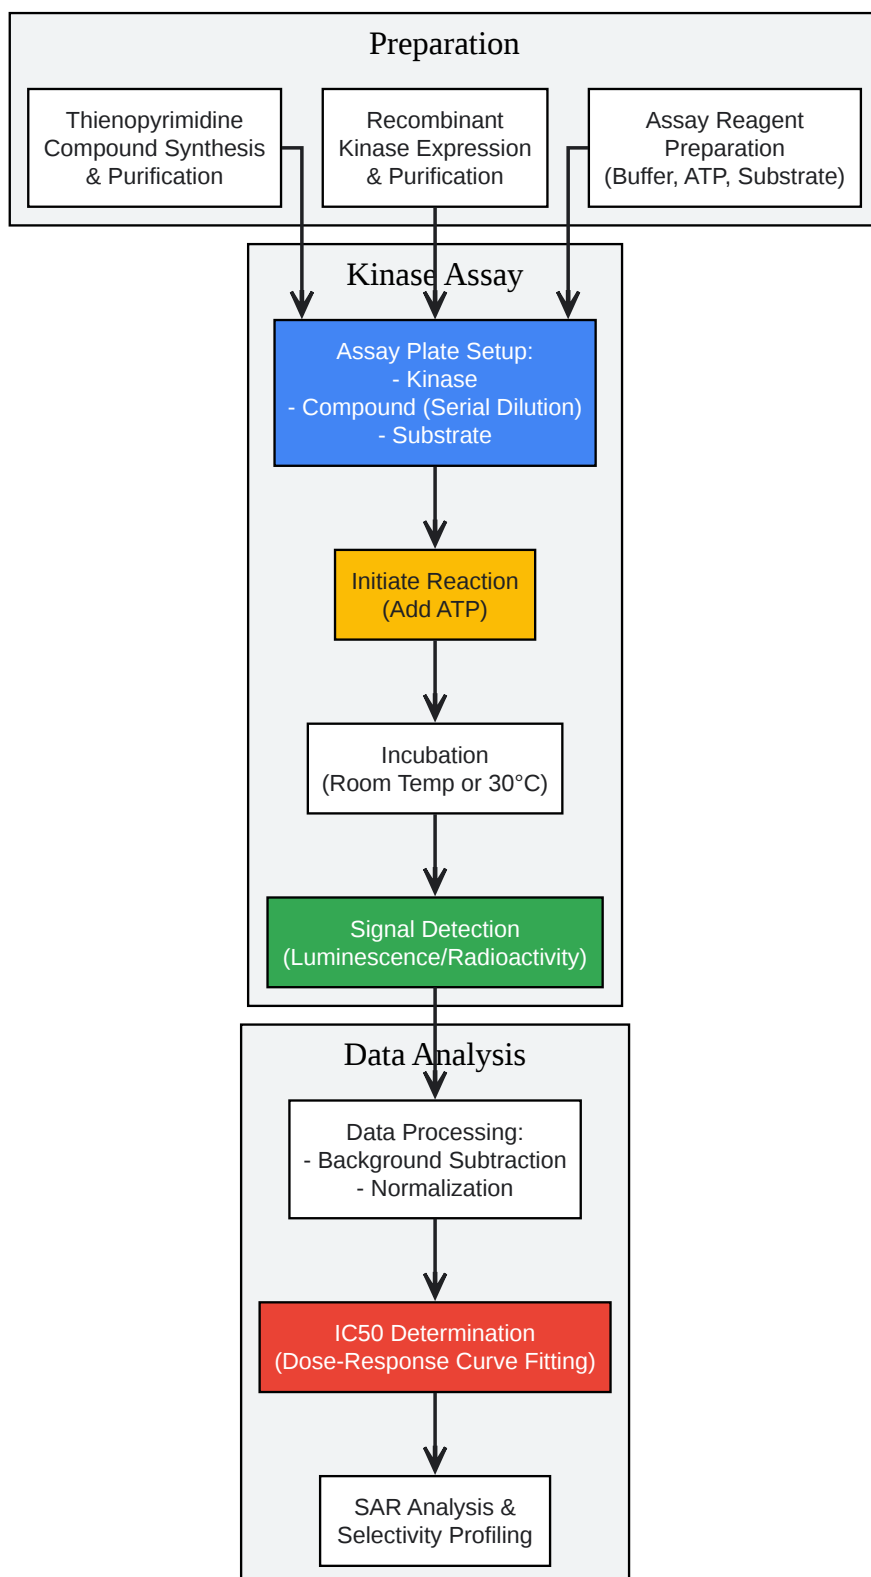 Preparation
Thienopyrimidine
Compound Synthesis
& Purification
Recombinant
Kinase Expression
& Purification
Assay Reagent
Preparation
(Buffer, ATP, Substrate)
Kinase Assay
Assay Plate Setup:
- Kinase
- Compound (Serial Dilution)
- Substrate
Initiate Reaction
(Add ATP)
Incubation
(Room Temp or 30°C)
Signal Detection
(Luminescence/Radioactivity)
Data Analysis
Data Processing:
- Background Subtraction
- Normalization
IC50 Determination
(Dose-Response Curve Fitting)
SAR Analysis &
Selectivity Profiling